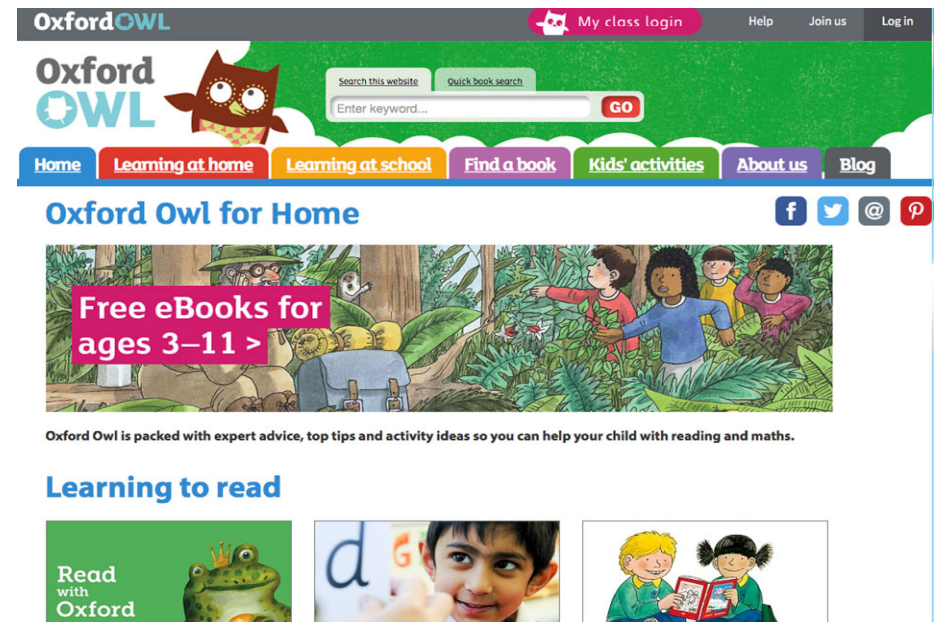 OxfordOWL
My class login
Help
Join us
Log in
Oxford
OWL
Search this website
Quick book search
Enter keyword...
GO
Home
Learning at home
Learning at school
Find a book
Kids' activities
About us
Blog
Oxford Owl for Home
Free eBooks for
ages 3–11 >
Oxford Owl is packed with expert advice, top tips and activity ideas so you can help your child with reading and maths.
Learning to read
Read
with
Oxford
d
G